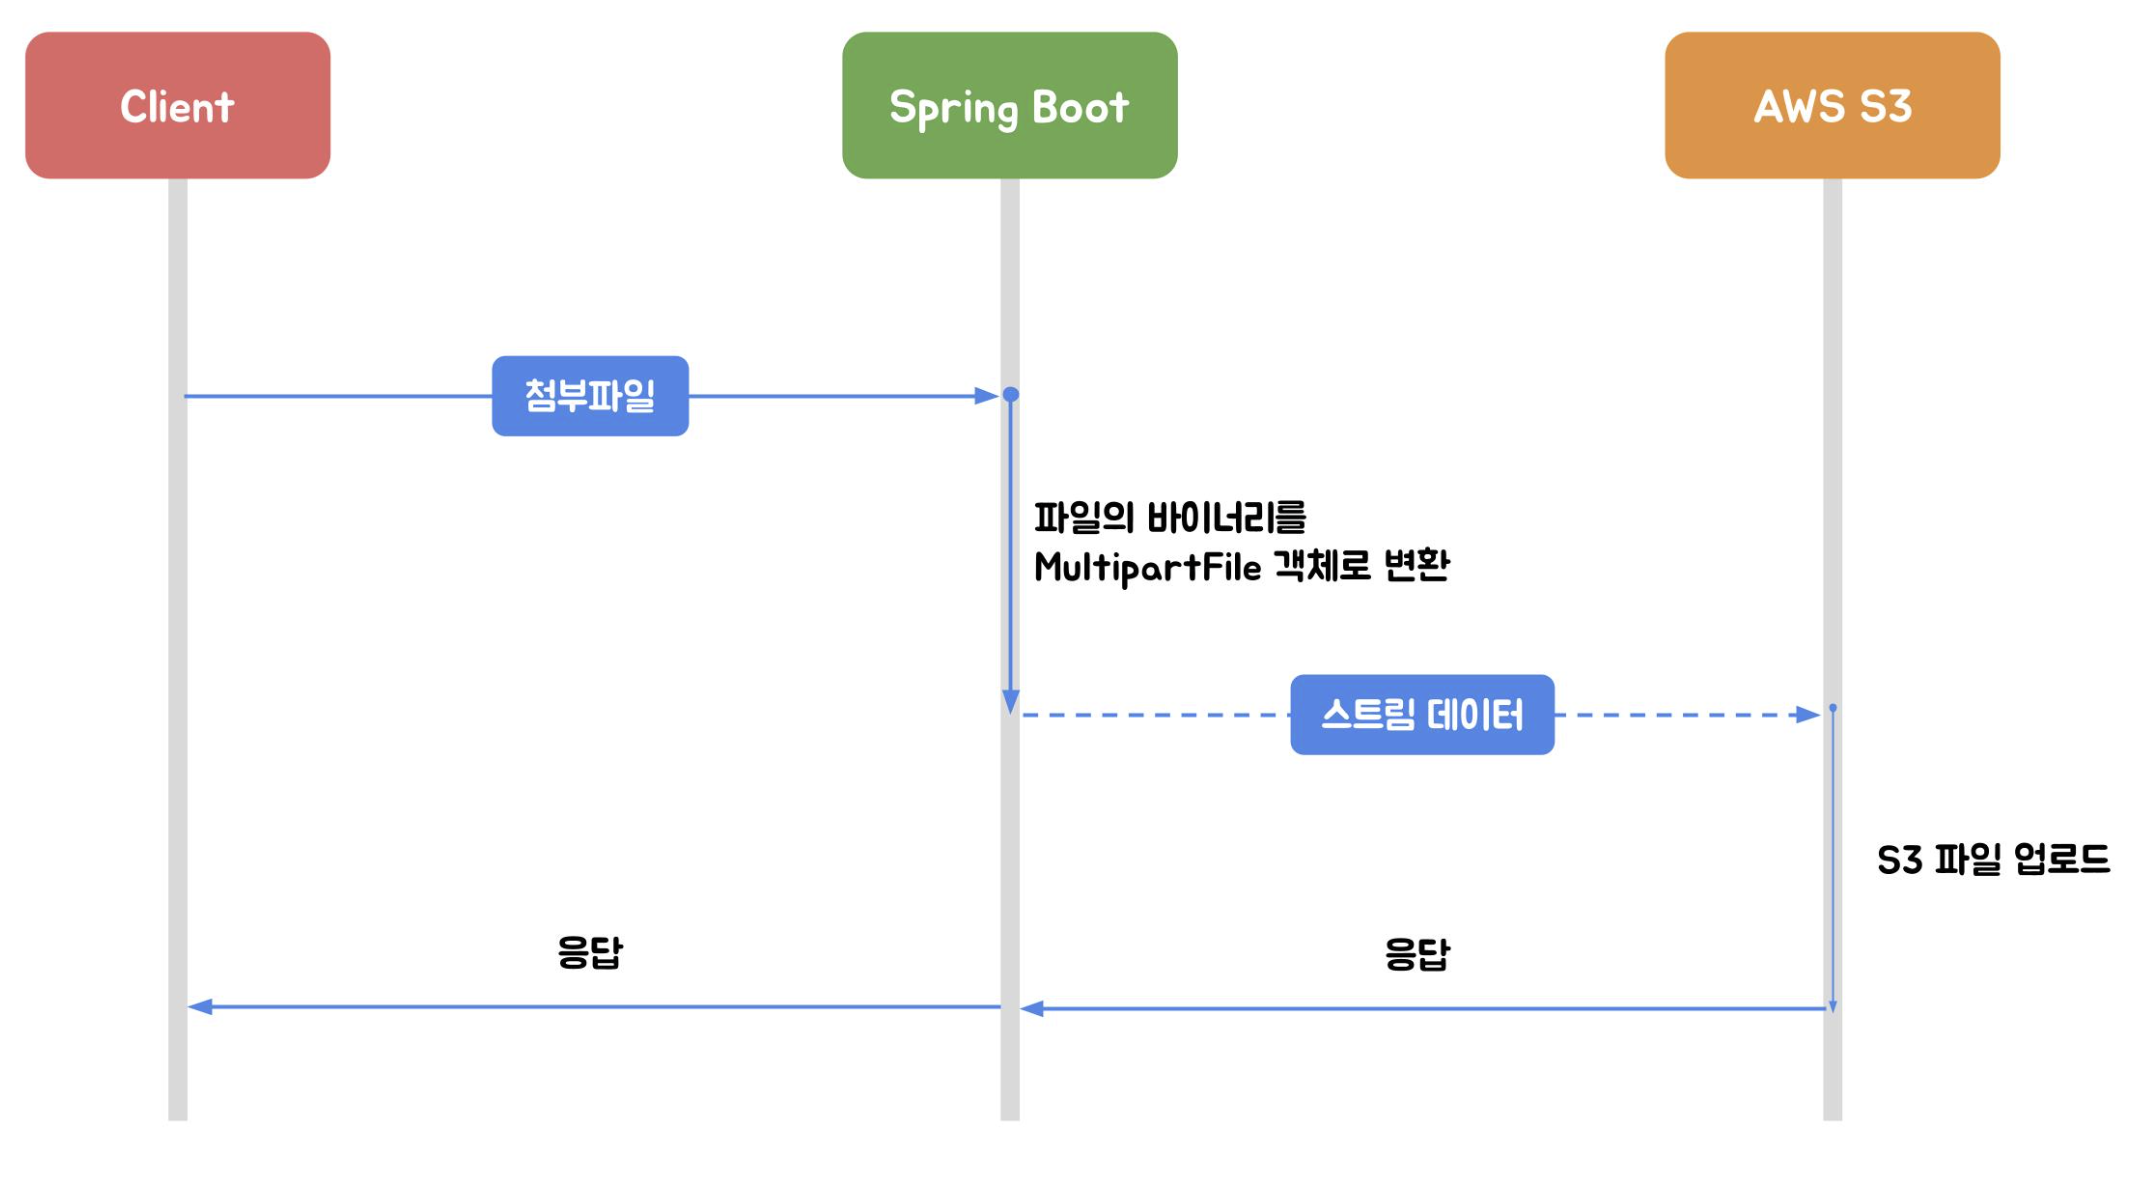 Client
Spring Boot
AWS S3
첨부파일
파일의 바이너리를
MultipartFile 객체로 변환
스트림 데이터
S3 파일 업로드
응답
응답